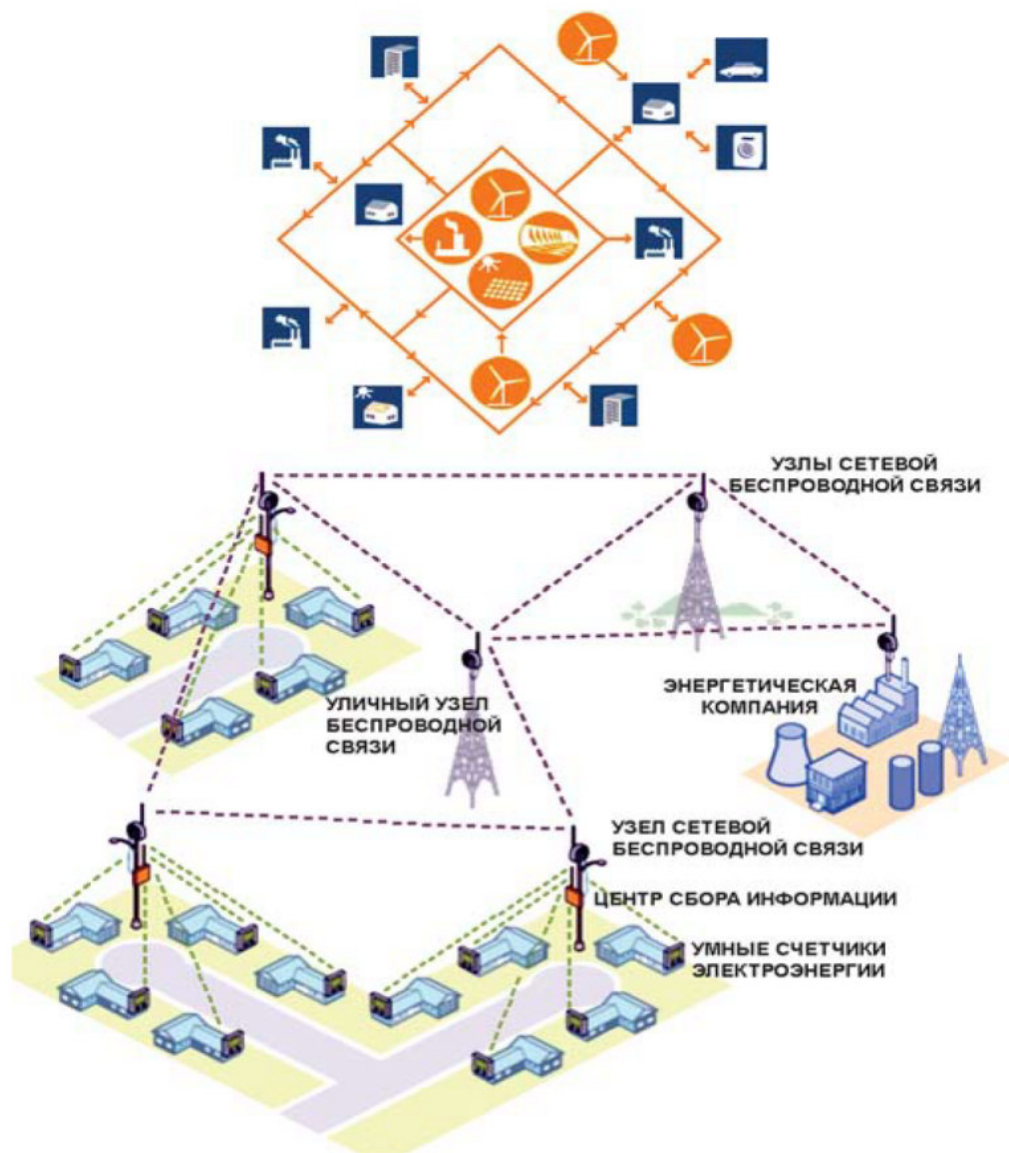 УЗЛЫ СЕТЕВОЙ
БЕСПРОВОДНОЙ СВЯЗИ
ЭНЕРГЕТИЧЕСКАЯ
КОМПАНИЯ
УЛИЧНЫЙ УЗЕЛ
БЕСПРОВОДНОЙ
СВЯЗИ
УЗЕЛ СЕТЕВОЙ
БЕСПРОВОДНОЙ СВЯЗИ
ЦЕНТР СБОРА ИНФОРМАЦИИ
УМНЫЕ СЧЕТЧИКИ
ЭЛЕКТРОЭНЕРГИИ